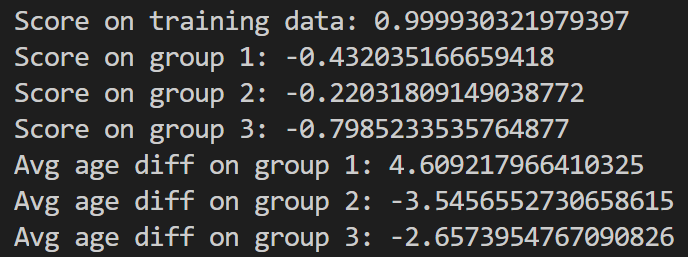 Score on training data: 0.999930321979397
Score on group 1: -0.432035166659418
Score on group 2: -0.22031809149038772
Score on group 3: -0.7985233535764877
Avg age diff on group 1: 4.609217966410325
Avg age diff on group 2: -3.5456552730658615
Avg age diff on group 3: -2.6573954767090826